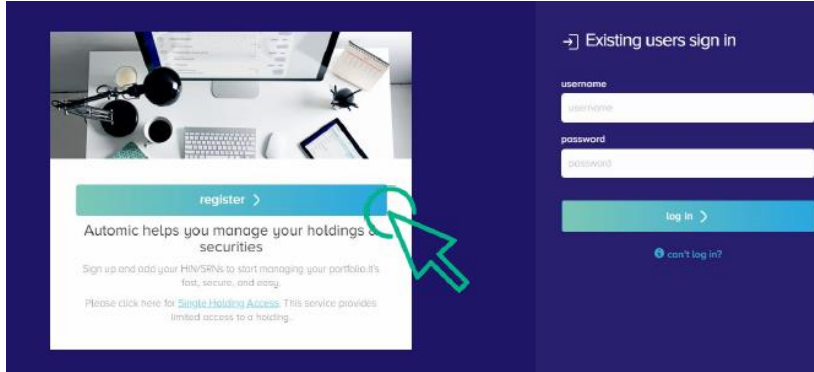 register >
Automic helps you manage your holdings &
securities
Sign up and add your HIN/SRNs to start managing your portfolio.It's
fast, secure, and easy.
Please click here for Single Holding Access. This service provides
limited access to a holding.
Existing users sign in
username
username
password
password
log in >
can't log in?